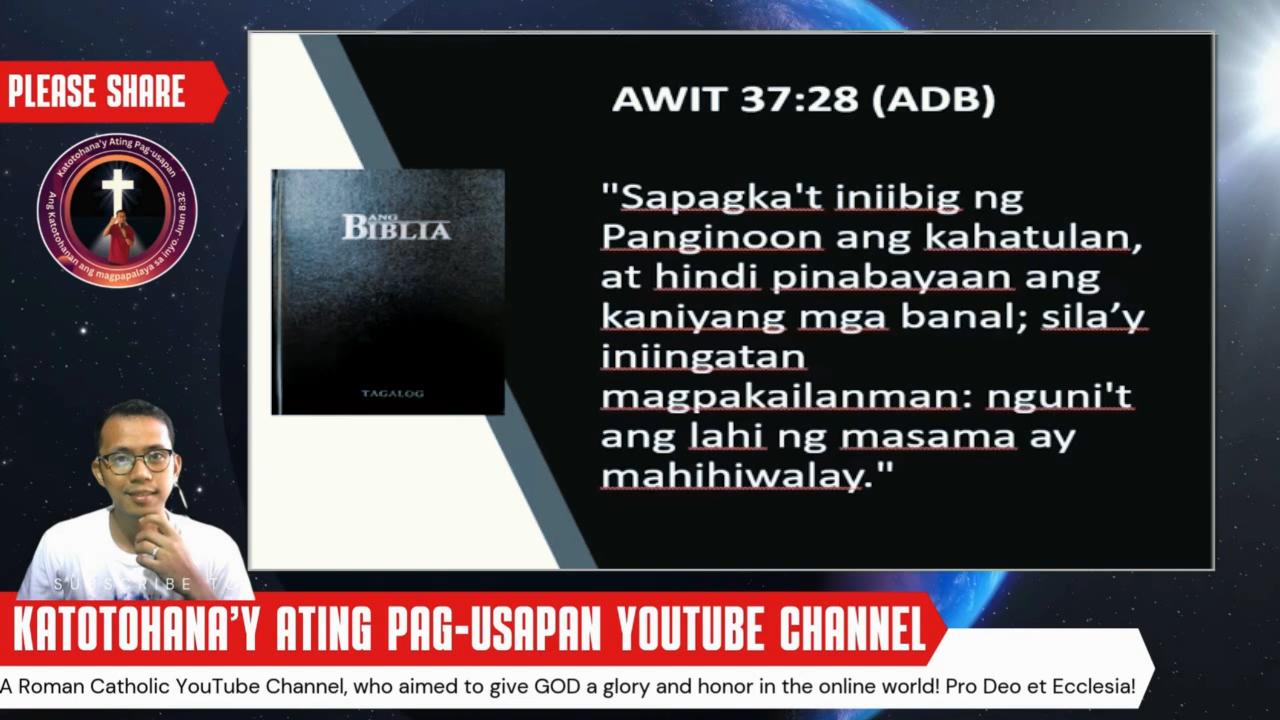 PLEASE SHARE
Katotohana'y Ating Pag-usapan
Ang Katotohanan ang magpapalaya sa inyo. Juan 8:32
AWIT 37:28 (ADB)
"Sapagka't iniibig ng
Panginoon ang kahatulan,
at hindi pinabayaan ang
kaniyang mga banal; sila’y
iniingatan
magpakailanman: nguni't
ang lahi ng masama ay
mahihiwalay."
ANG
BIBLIA
TAGALOG
SUBSCRIBE TO
KATOTOHANA’Y ATING PAG-USAPAN YOUTUBE CHANNEL
A Roman Catholic YouTube Channel, who aimed to give GOD a glory and honor in the online world! Pro Deo et Ecclesia!